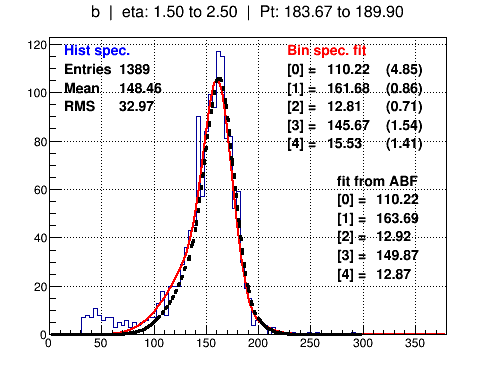 b | eta: 1.50 to 2.50 | Pt: 183.67 to 189.90
Hist spec.
Entries 1389
Mean 148.46
RMS 32.97
Bin spec. fit
[0] = 110.22 (4.85)
[1] = 161.68 (0.86)
[2] = 12.81 (0.71)
[3] = 145.67 (1.54)
[4] = 15.53 (1.41)
fit from ABF
[0] = 110.22
[1] = 163.69
[2] = 12.92
[3] = 149.87
[4] = 12.87
120
100
80
60
40
20
0
0 50 100 150 200 250 300 350